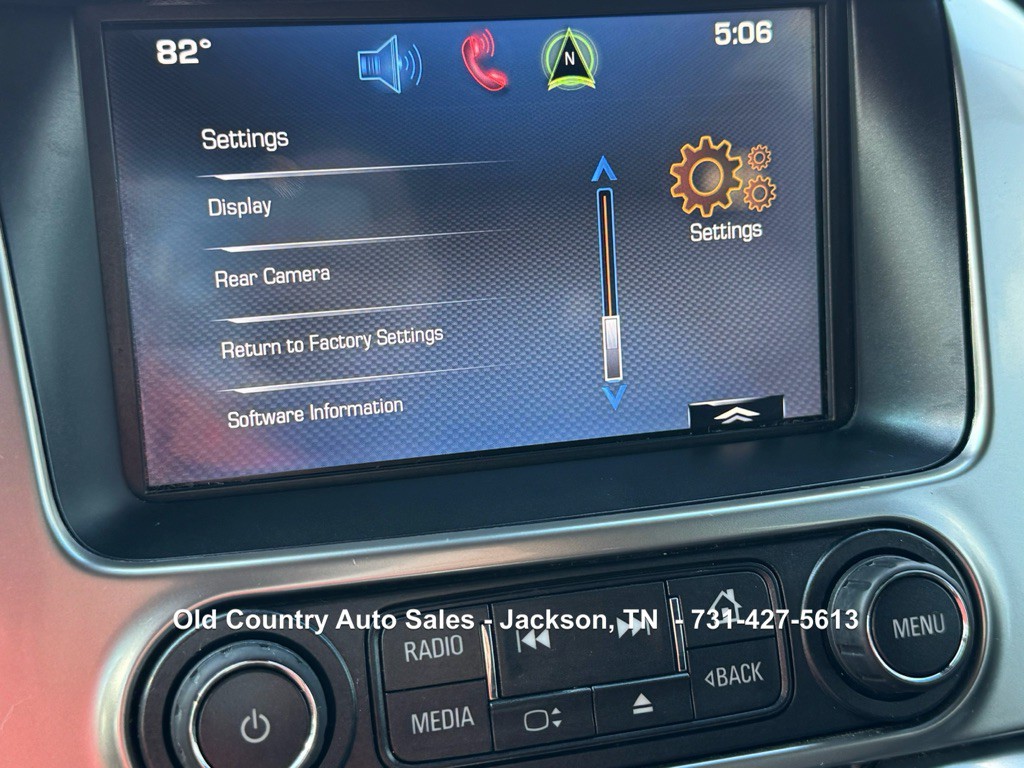 82° 5:06
N
Settings
Display
Rear Camera
Return to Factory Settings
Software Information
Settings
Old Country Auto Sales - Jackson, TN - 731-427-5613
RADIO
MENU
BACK
MEDIA